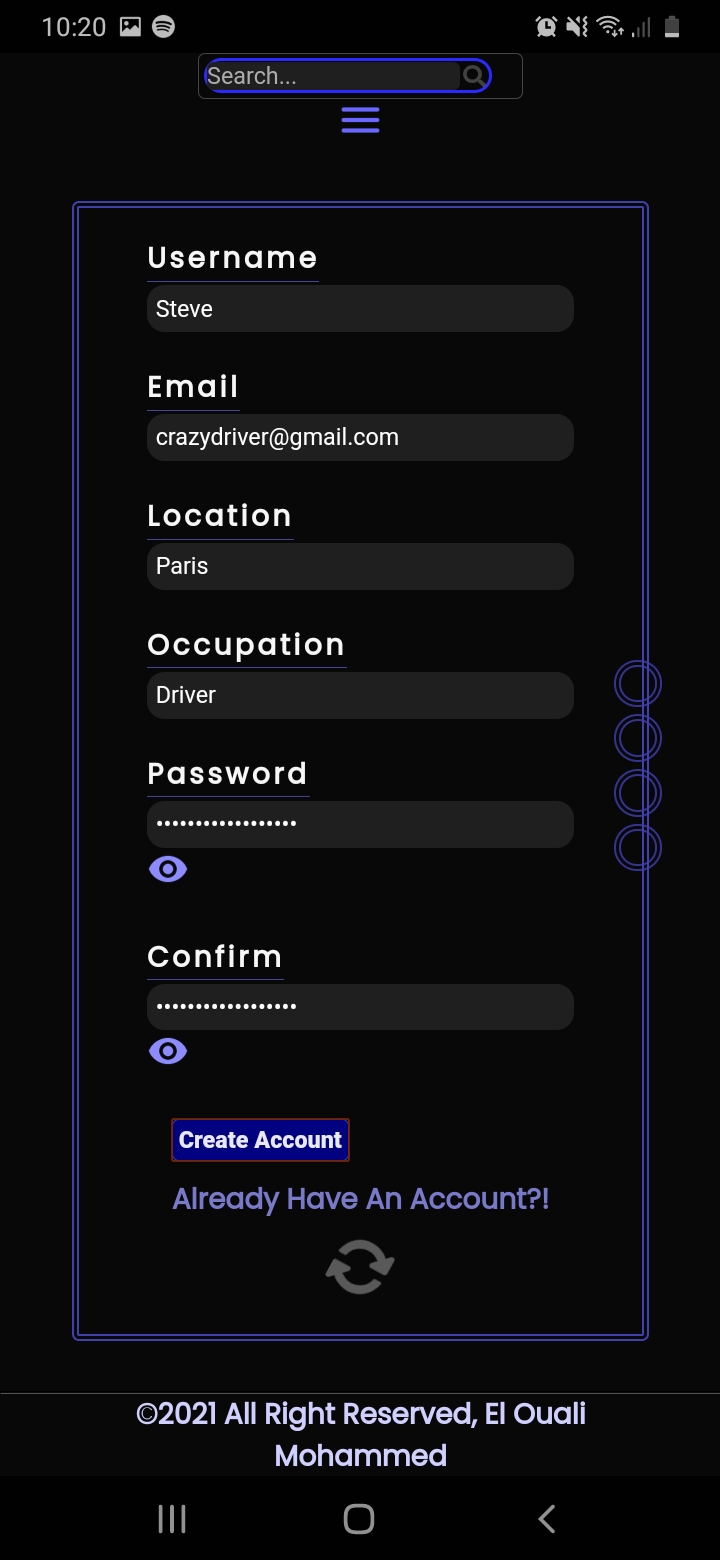 10:20
Search...
Username
Steve
Email
crazydriver@gmail.com
Location
Paris
Occupation
Driver
Password
••••••••••••••••••
Confirm
••••••••••••••••••
Create Account
Already Have An Account?!
©2021 All Right Reserved, El Ouali
Mohammed